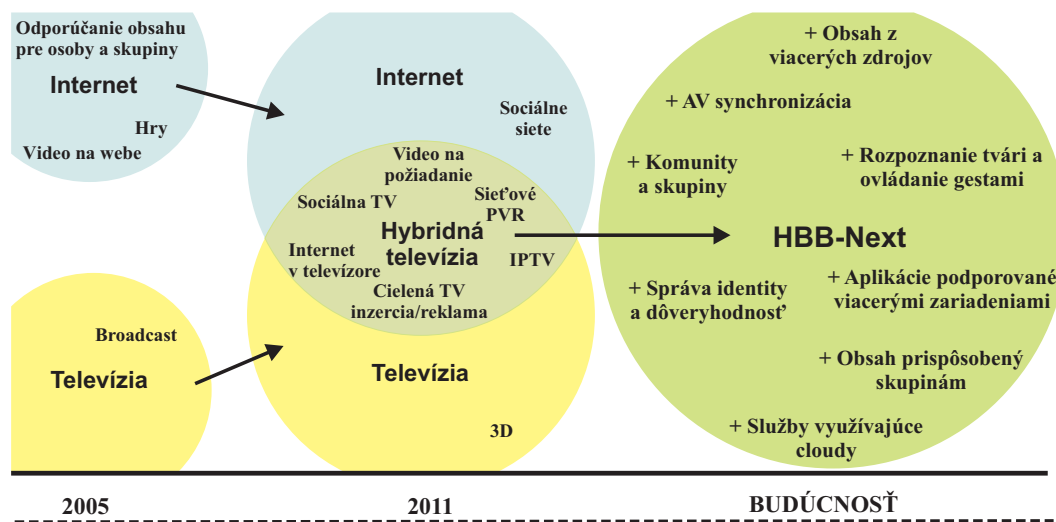 Odporúčanie obsahu
pre osoby a skupiny
Internet
Hry
Video na webe
Broadcast
Televízia
Internet
Sociálne
siete
Video na
požiadanie
Sociálna TV
Sieťové
PVR
Hybridná
televízia
Internet
v televízore
IPTV
Cielená TV
inzercia/reklama
Televízia
3D
+ Obsah z
viacerých zdrojov
+ AV synchronizácia
+ Komunity
a skupiny
+ Rozpoznanie tvári a
ovládanie gestami
HBB-Next
+ Správa identity
a dôveryhodnosť
+ Aplikácie podporované
viacerými zariadeniami
+ Obsah prispôsobený
skupinám
+ Služby využívajúce
cloudy
2005
2011
BUDÚCNOSŤ